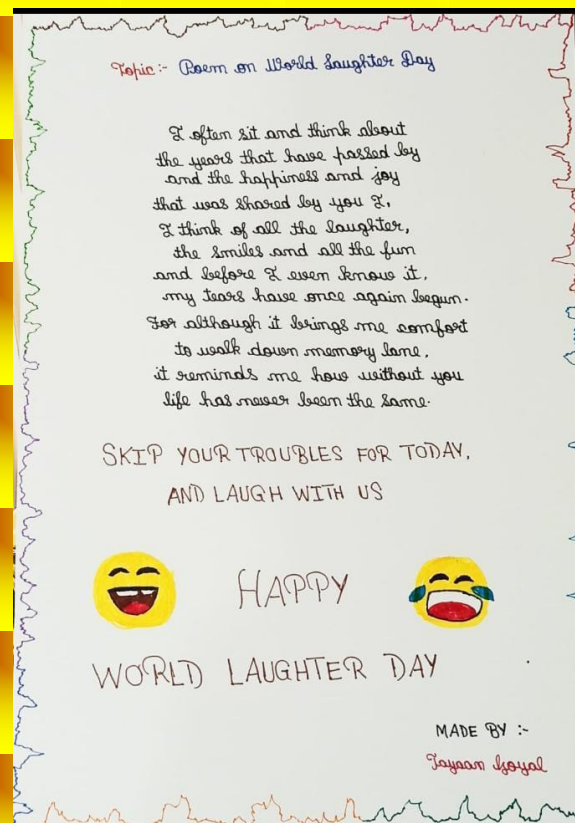 Topic:- Poem on World Laughter Day
I often sit and think about
the years that have passed by
and the happiness and joy
that was shared by you I,
I think of all the laughter,
the smiles and all the fun
and before I even know it,
my tears have once again begun.
For although it brings me comfort
to walk down memory lane,
it reminds me how without you
life has never been the same.
SKIP YOUR TROUBLES FOR TODAY,
AND LAUGH WITH US
HAPPY
WORLD LAUGHTER DAY
MADE BY :-
Tayaan Goyal